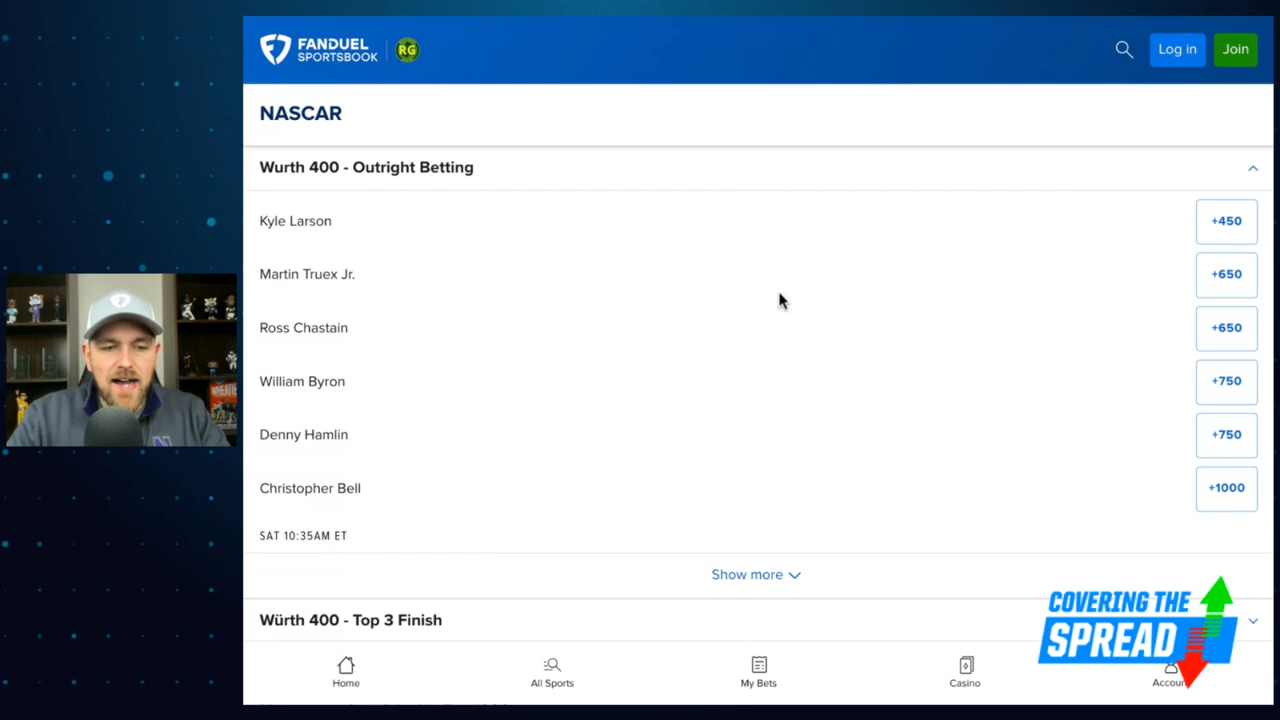 FANDUEL
SPORTSBOOK
RG
Log in
Join
NASCAR
Wurth 400 - Outright Betting
Kyle Larson
+450
Martin Truex Jr.
+650
Ross Chastain
+650
William Byron
+750
Denny Hamlin
+750
Christopher Bell
+1000
SAT 10:35AM ET
Show more
Würth 400 - Top 3 Finish
COVERING THE
SPREAD
Home
All Sports
My Bets
Casino
WHEATIES